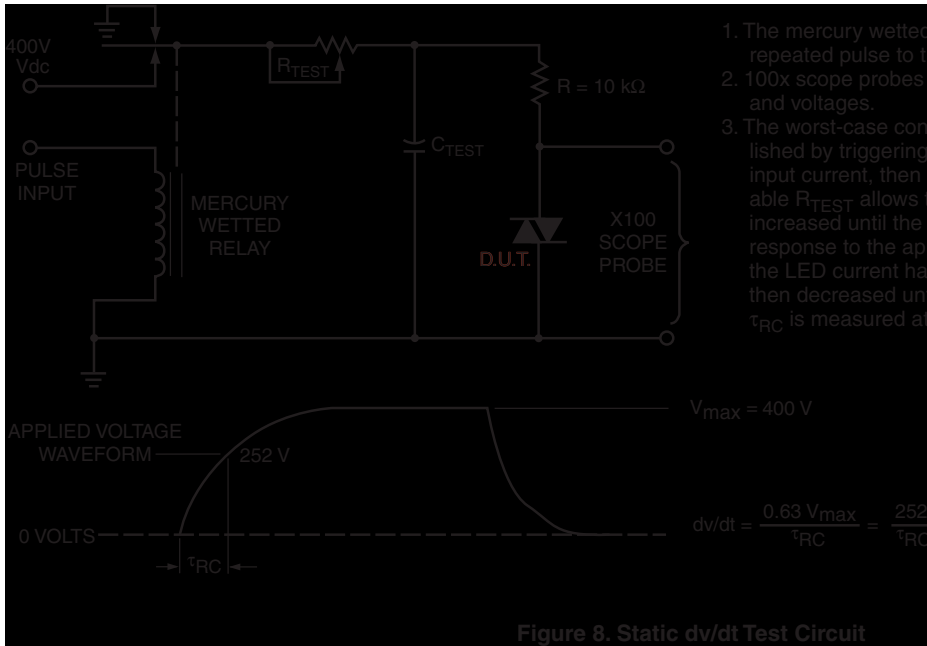 400V
Vdc
PULSE
INPUT
MERCURY
WETTED
RELAY
RTEST
CTEST
R = 10 kΩ
D.U.T.
X100
SCOPE
PROBE
1. The mercury wetted
repeated pulse to t
2. 100x scope probes
and voltages.
3. The worst-case con
lished by triggering
input current, then
able RTEST allows t
increased until the
response to the ap
the LED current ha
then decreased un
τRC is measured at
APPLIED VOLTAGE
WAVEFORM
252 V
0 VOLTS
τRC
Vmax = 400 V
dv/dt = 0.63 Vmax / τRC = 252 / τRC
Figure 8. Static dv/dt Test Circuit